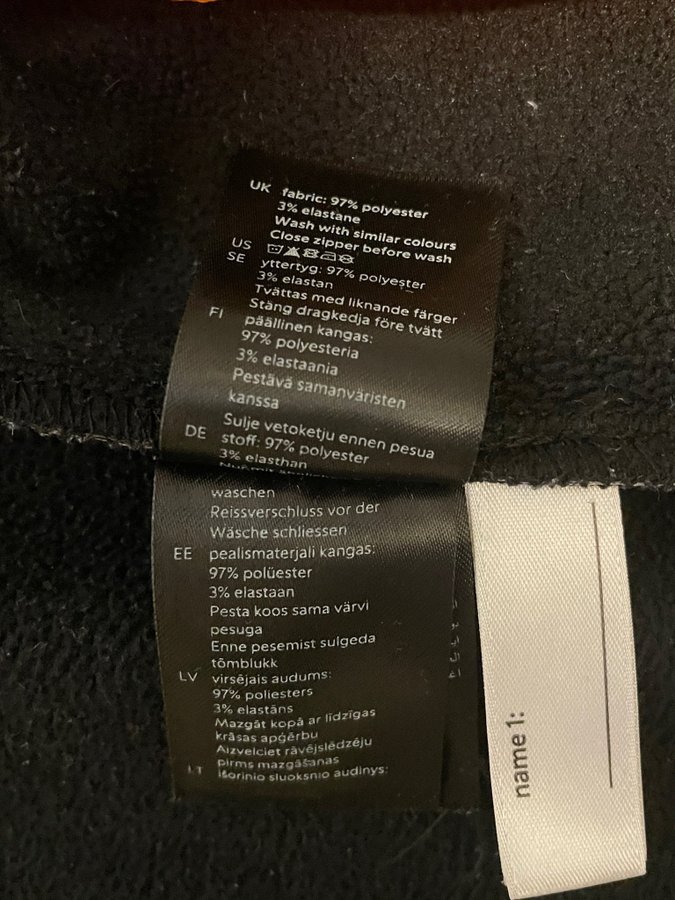 UK fabric: 97% polyester
3% elastane
Wash with similar colours
Close zipper before wash
US
SE yttertyg: 97% polyester
3% elastan
Tvättas med liknande färger
Stäng dragkedja före tvätt
FI päällinen kangas:
97% polyesteria
3% elastaania
Pestävä samanväristen
kanssa
Sulje vetoketju ennen pesua
DE stoff: 97% polyester
3% elasthan
waschen
Reissverschluss vor der
Wäsche schliessen
EE pealismaterjali kangas:
97% polüester
3% elastaan
Pesta koos sama värvi
pesuga
Enne pesemist sulgeda
tõmblukk
LV virsējais audums:
97% poliesters
3% elastāns
Mazgāt kopā ar līdzīgas
krāsas apģērbu
Aizvelciet rāvējslēdzēju
pirms mazgāšanas
LT išorinio sluoksnio audinys:
name 1: